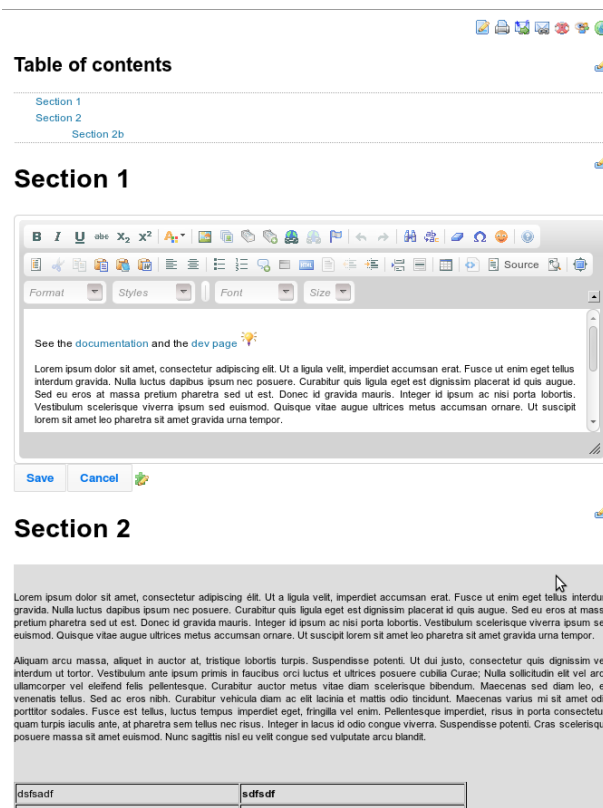 Table of contents
Section 1
Section 2
Section 2b
Section 1
B I U abc X2 X2 A
Source
Format Styles Font Size
See the documentation and the dev page
Lorem ipsum dolor sit amet, consectetur adipiscing elit. Ut a ligula velit, imperdiet accumsan erat. Fusce ut enim eget tellus
interdum gravida. Nulla luctus dapibus ipsum nec posuere. Curabitur quis ligula eget est dignissim placerat id quis augue.
Sed eu eros at massa pretium pharetra sed ut est. Donec id gravida mauris. Integer id ipsum ac nisi porta lobortis.
Vestibulum scelerisque viverra ipsum sed euismod. Quisque vitae augue ultrices metus accumsan ornare. Ut suscipit
lorem sit amet leo pharetra sit amet gravida urna tempor.
Save Cancel
Section 2
Lorem ipsum dolor sit amet, consectetur adipiscing élit. Ut a ligula velit, imperdiet accumsan erat. Fusce ut enim eget tellus interdu
gravida. Nulla luctus dapibus ipsum nec posuere. Curabitur quis ligula eget est dignissim placerat id quis augue. Sed eu eros at mass
pretium pharetra sed ut est. Donec id gravida mauris. Integer id ipsum ac nisi porta lobortis. Vestibulum scelerisque viverra ipsum se
euismod. Quisque vitae augue ultrices metus accumsan ornare. Ut suscipit lorem sit amet leo pharetra sit amet gravida urna tempor.
Aliquam arcu massa, aliquet in auctor at, tristique lobortis turpis. Suspendisse potenti. Ut dui justo, consectetur quis dignissim ve
interdum ut tortor. Vestibulum ante ipsum primis in faucibus orci luctus et ultrices posuere cubilia Curae; Nulla sollicitudin elit vel arc
ullamcorper vel eleifend felis pellentesque. Curabitur auctor metus vitae diam scelerisque bibendum. Maecenas sed diam leo, e
venenatis tellus. Sed ac eros nibh. Curabitur vehicula diam ac elit lacinia et mattis odio tincidunt. Maecenas varius mi sit amet odi
porttitor sodales. Fusce est tellus, luctus tempus imperdiet eget, fringilla vel enim. Pellentesque imperdiet, risus in porta consectetu
quam turpis iaculis ante, at pharetra sem tellus nec risus. Integer in lacus id odio congue viverra. Suspendisse potenti. Cras scelerisqu
posuere massa sit amet euismod. Nunc sagittis nisl eu velit congue sed vulputate arcu blandit.
dsfsadf sdfsdf